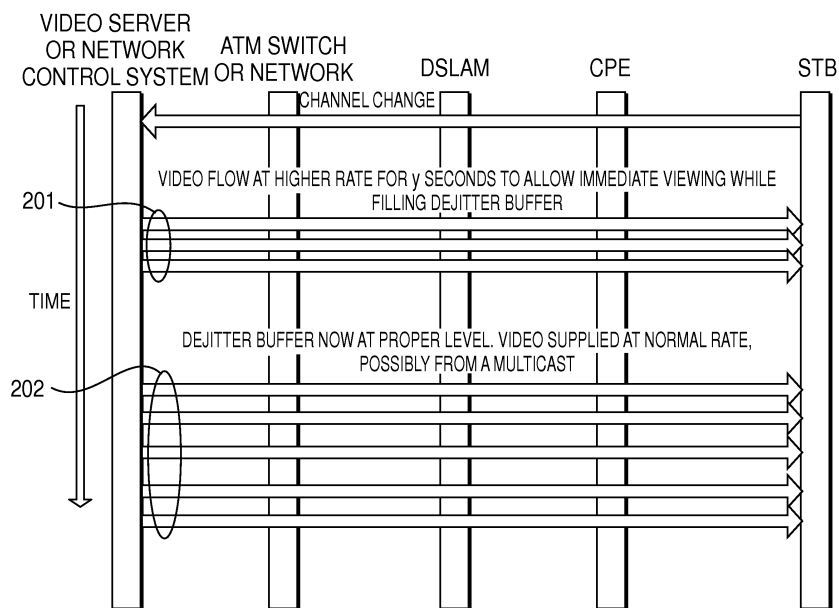 VIDEO SERVER
OR NETWORK
CONTROL SYSTEM
ATM SWITCH
OR NETWORK
DSLAM
CPE
STB
CHANNEL CHANGE
VIDEO FLOW AT HIGHER RATE FOR y SECONDS TO ALLOW IMMEDIATE VIEWING WHILE
FILLING DEJITTER BUFFER
201
TIME
DEJITTER BUFFER NOW AT PROPER LEVEL. VIDEO SUPPLIED AT NORMAL RATE,
POSSIBLY FROM A MULTICAST
202